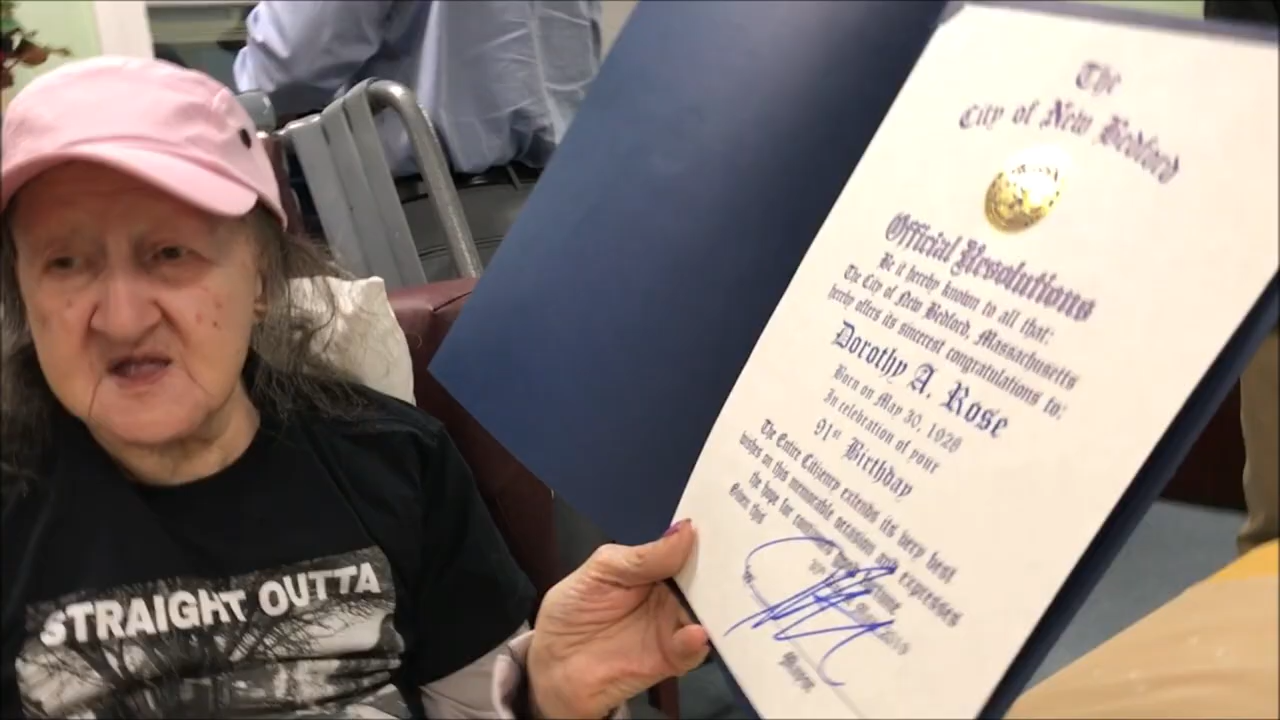 STRAIGHT OUTTA
The
City of New Bedford
Official Resolutions
Be it hereby known to all that:
The City of New Bedford, Massachusetts
hereby offers its sincerest congratulations to:
Dorothy A. Rose
Born on May 30, 1928
In celebration of your
91st Birthday
The Entire Citizency extends its very best
wishes on this memorable occasion and expresses
the hope for continued
Given this
2019
Mayor